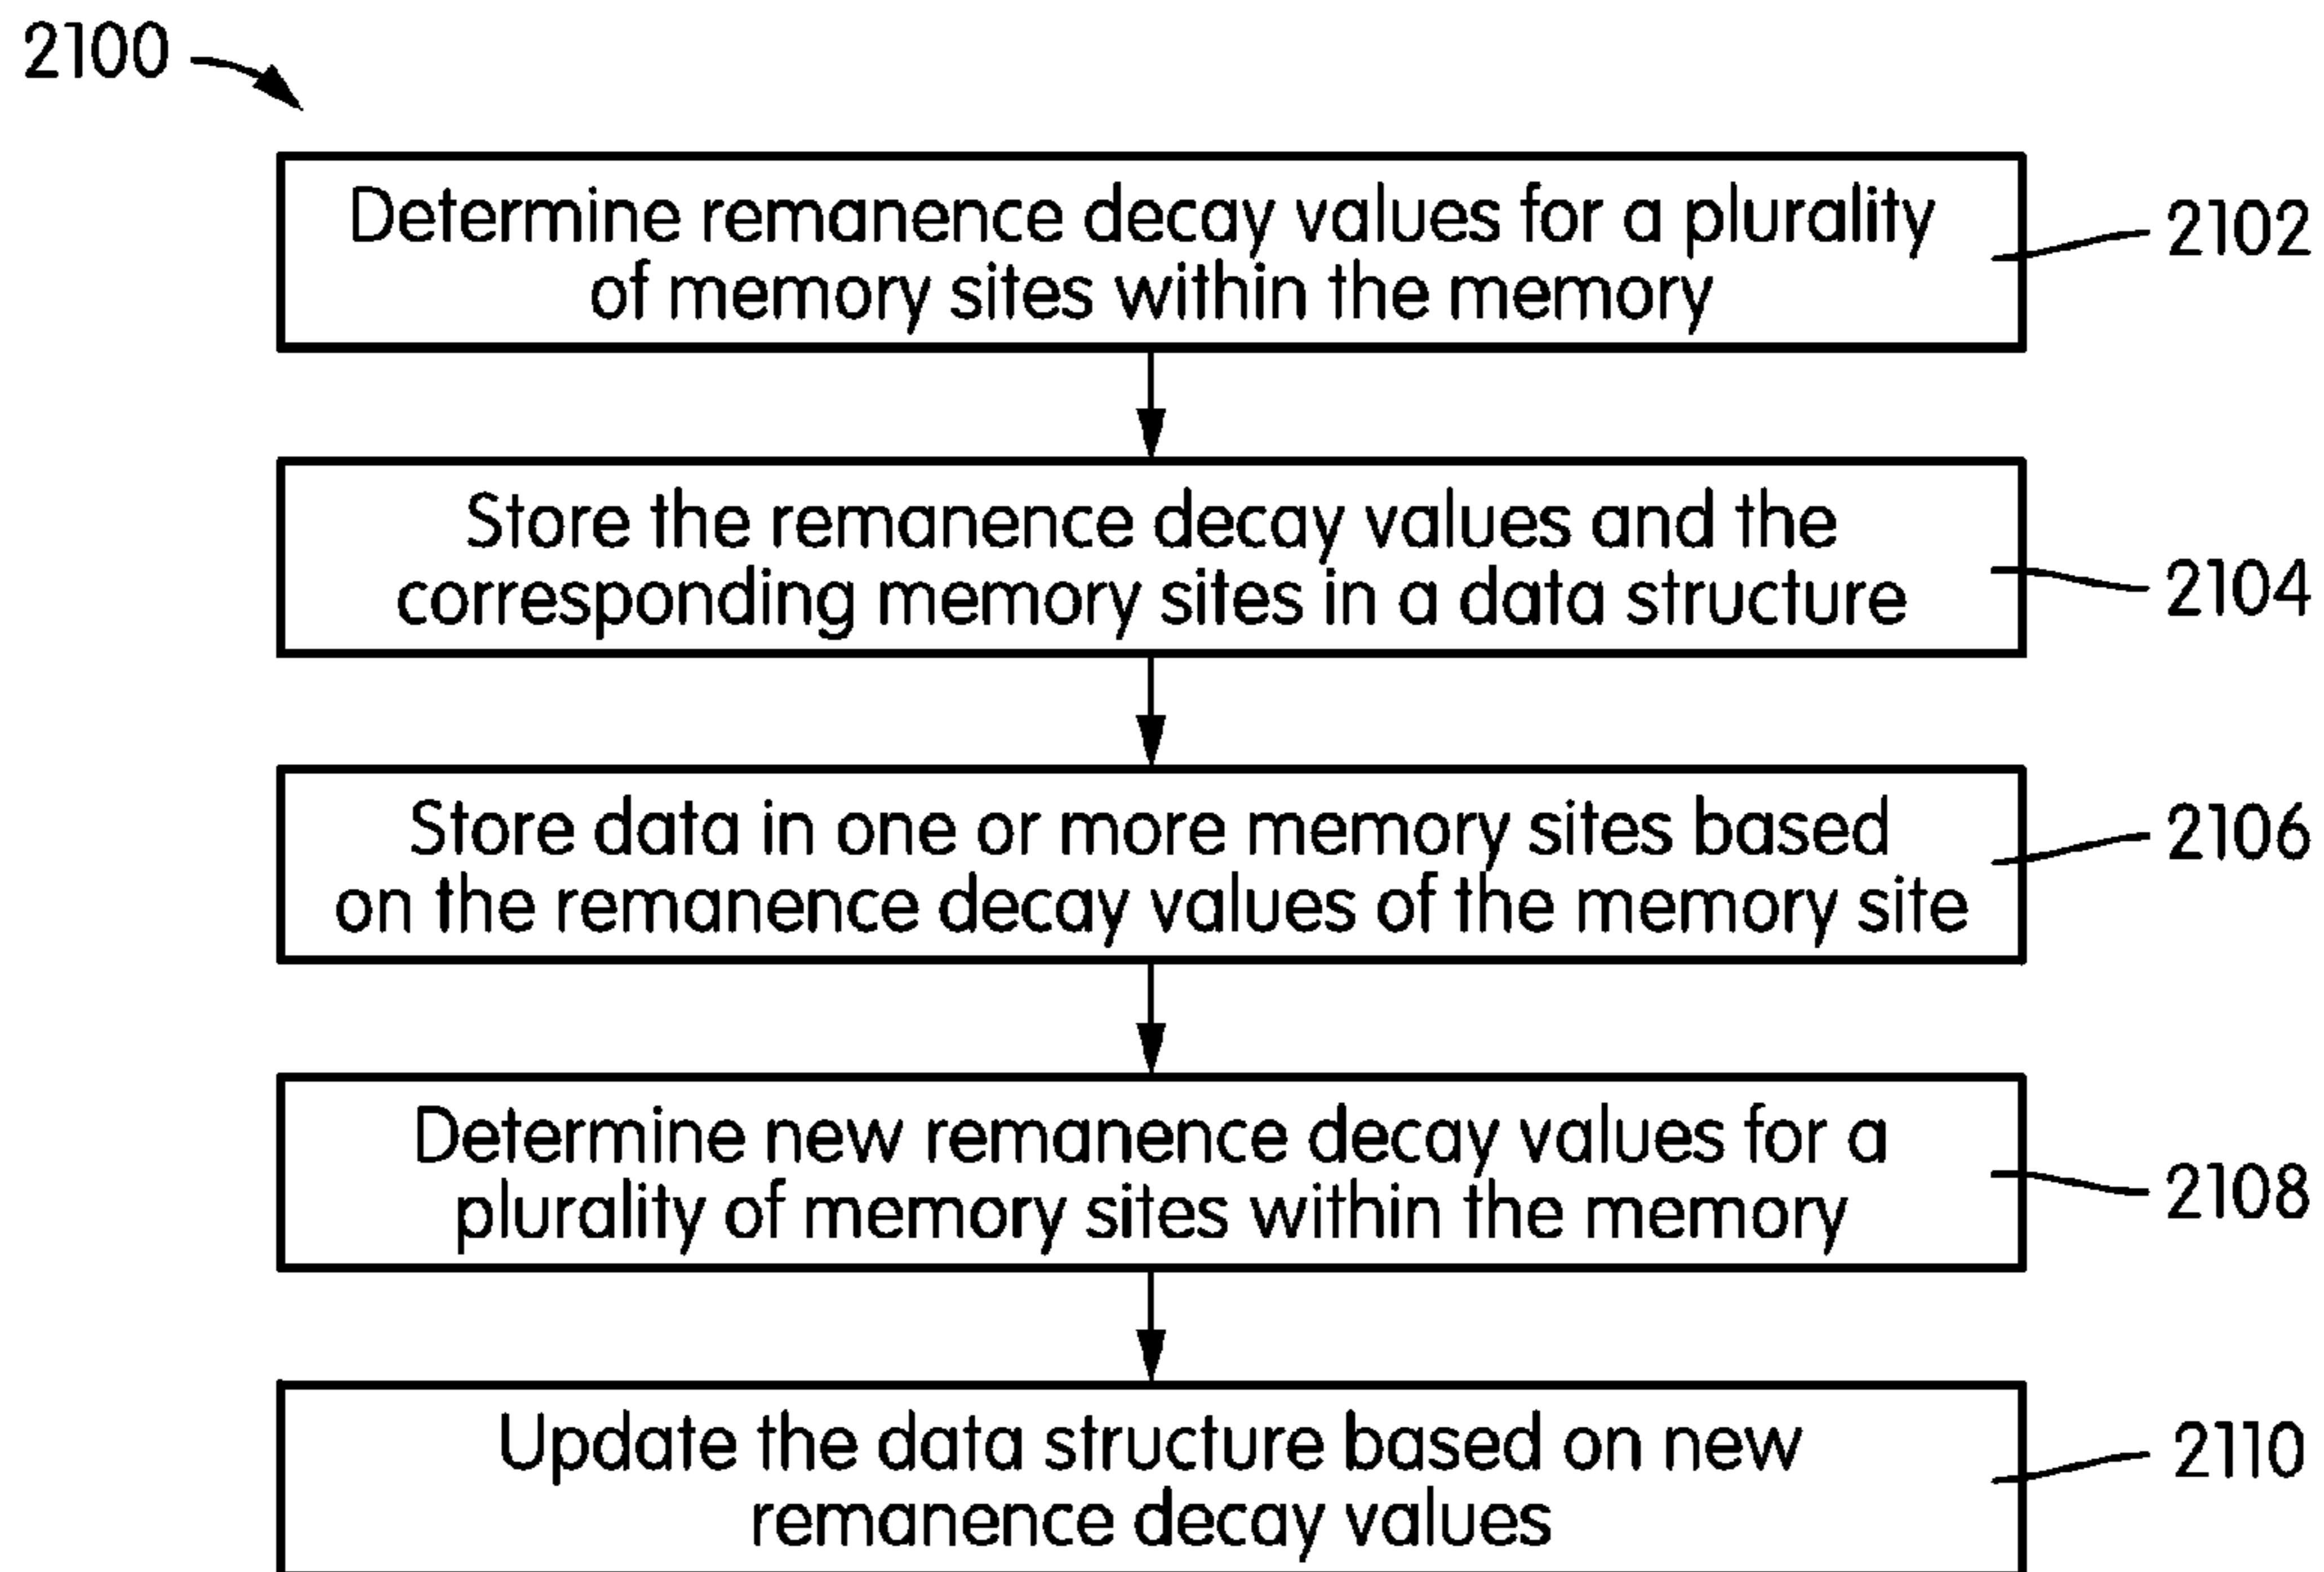 2100
Determine remanence decay values for a plurality
of memory sites within the memory
2102
Store the remanence decay values and the
corresponding memory sites in a data structure
2104
Store data in one or more memory sites based
on the remanence decay values of the memory site
2106
Determine new remanence decay values for a
plurality of memory sites within the memory
2108
Update the data structure based on new
remanence decay values
2110